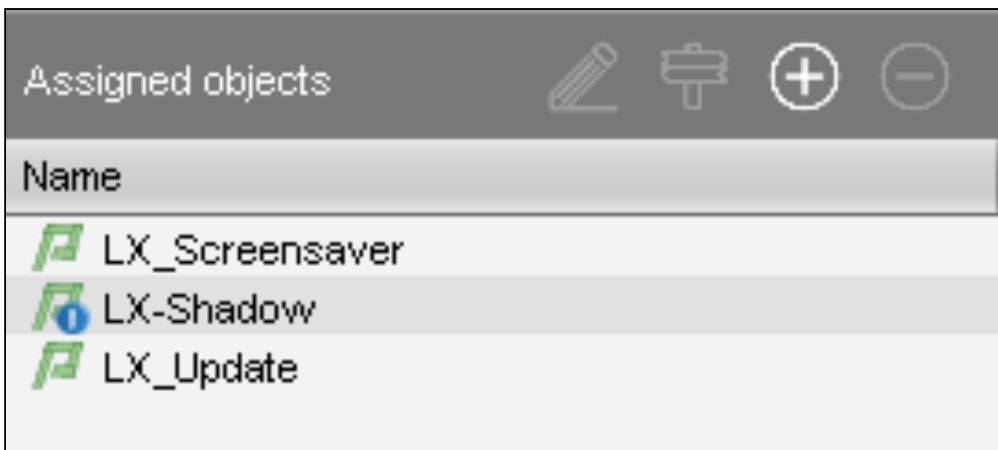 Assigned objects
Name
LX_Screensaver
LX-Shadow
LX_Update